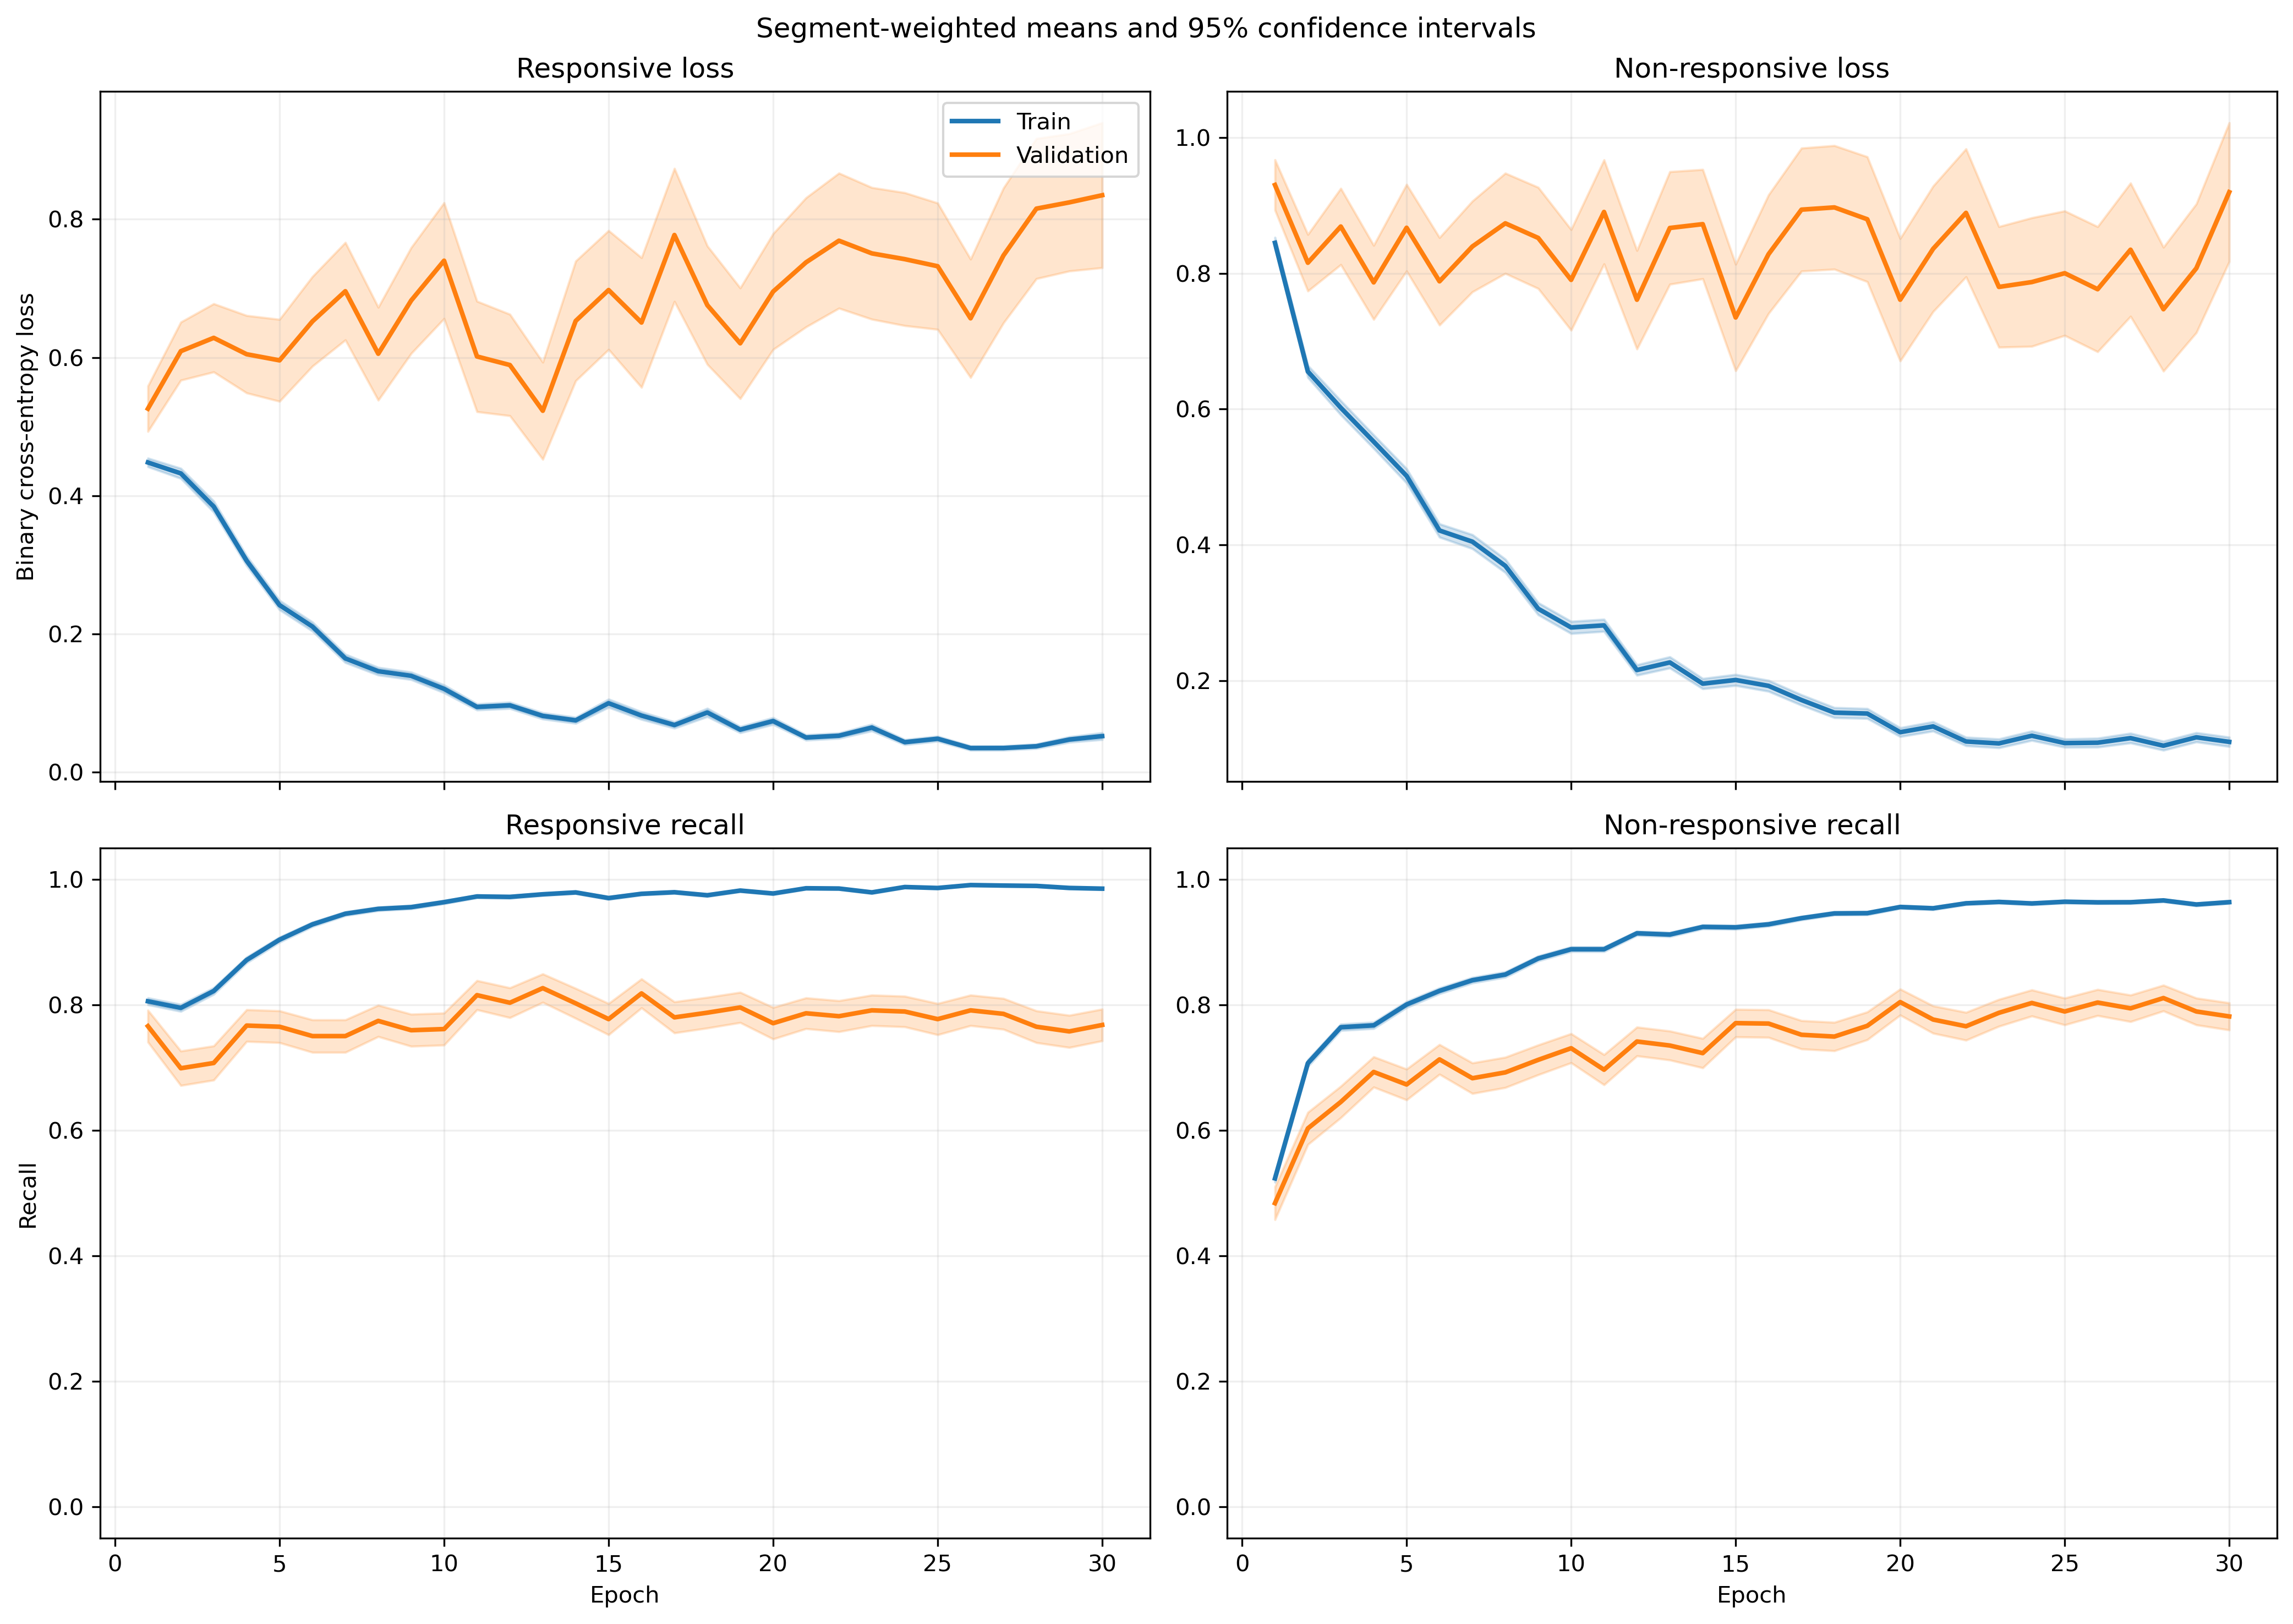 Segment-weighted means and 95% confidence intervals
Responsive loss
Non-responsive loss
Train
Validation
Binary cross-entropy loss
0.8
0.6
0.4
0.2
0.0
1.0
0.8
0.6
0.4
0.2
Responsive recall
Non-responsive recall
Recall
1.0
0.8
0.6
0.4
0.2
0.0
0 5 10 15 20 25 30
Epoch
1.0
0.8
0.6
0.4
0.2
0.0
0 5 10 15 20 25 30
Epoch